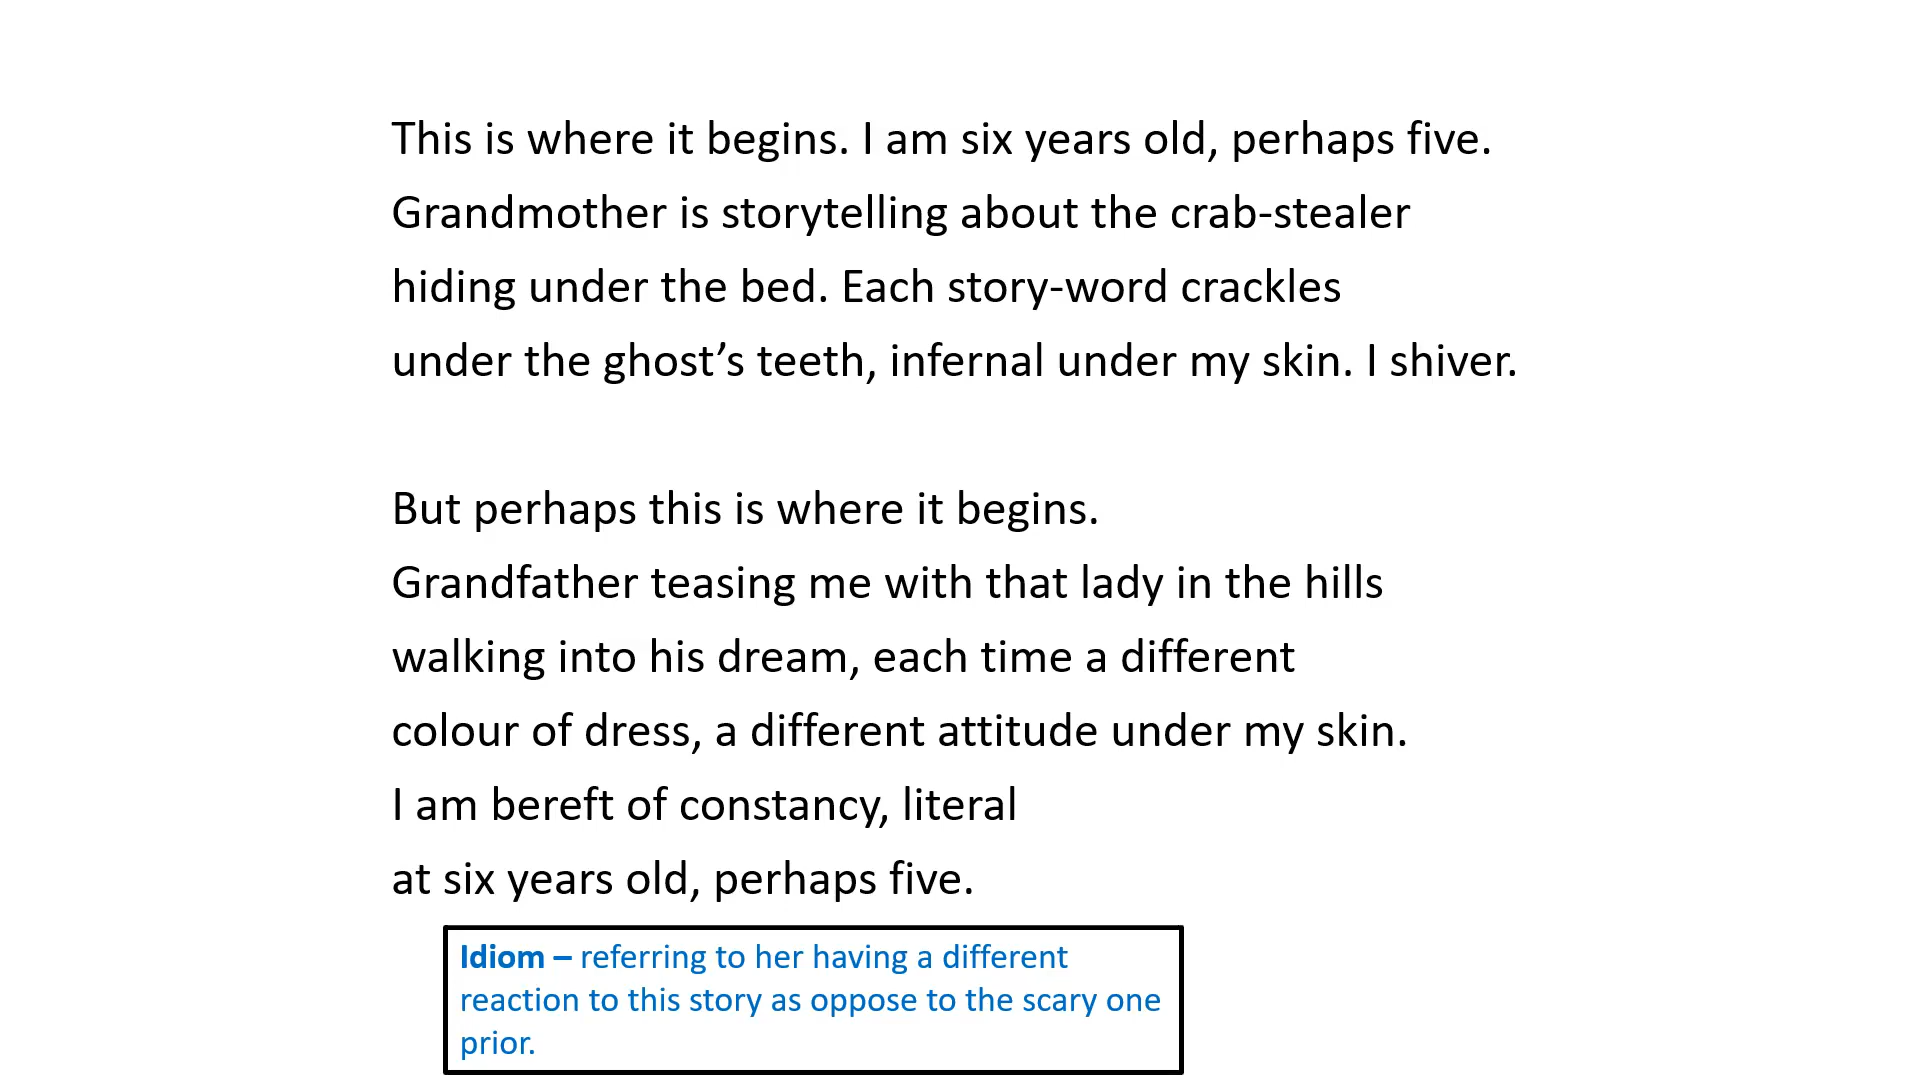 This is where it begins. I am six years old, perhaps five.
Grandmother is storytelling about the crab-stealer
hiding under the bed. Each story-word crackles
under the ghost’s teeth, infernal under my skin. I shiver.
But perhaps this is where it begins.
Grandfather teasing me with that lady in the hills
walking into his dream, each time a different
colour of dress, a different attitude under my skin.
I am bereft of constancy, literal
at six years old, perhaps five.
Idiom – referring to her having a different
reaction to this story as oppose to the scary one
prior.